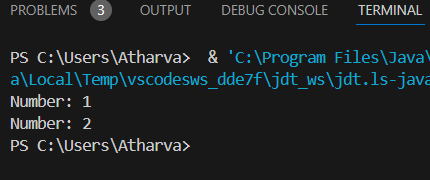 PROBLEMS 3 OUTPUT DEBUG CONSOLE TERMINAL
PS C:\Users\Atharva>  & 'C:\Program Files\Java\
a\Local\Temp\vscodesws_dde7f\jdt_ws\jdt.ls-java
Number: 1
Number: 2
PS C:\Users\Atharva>